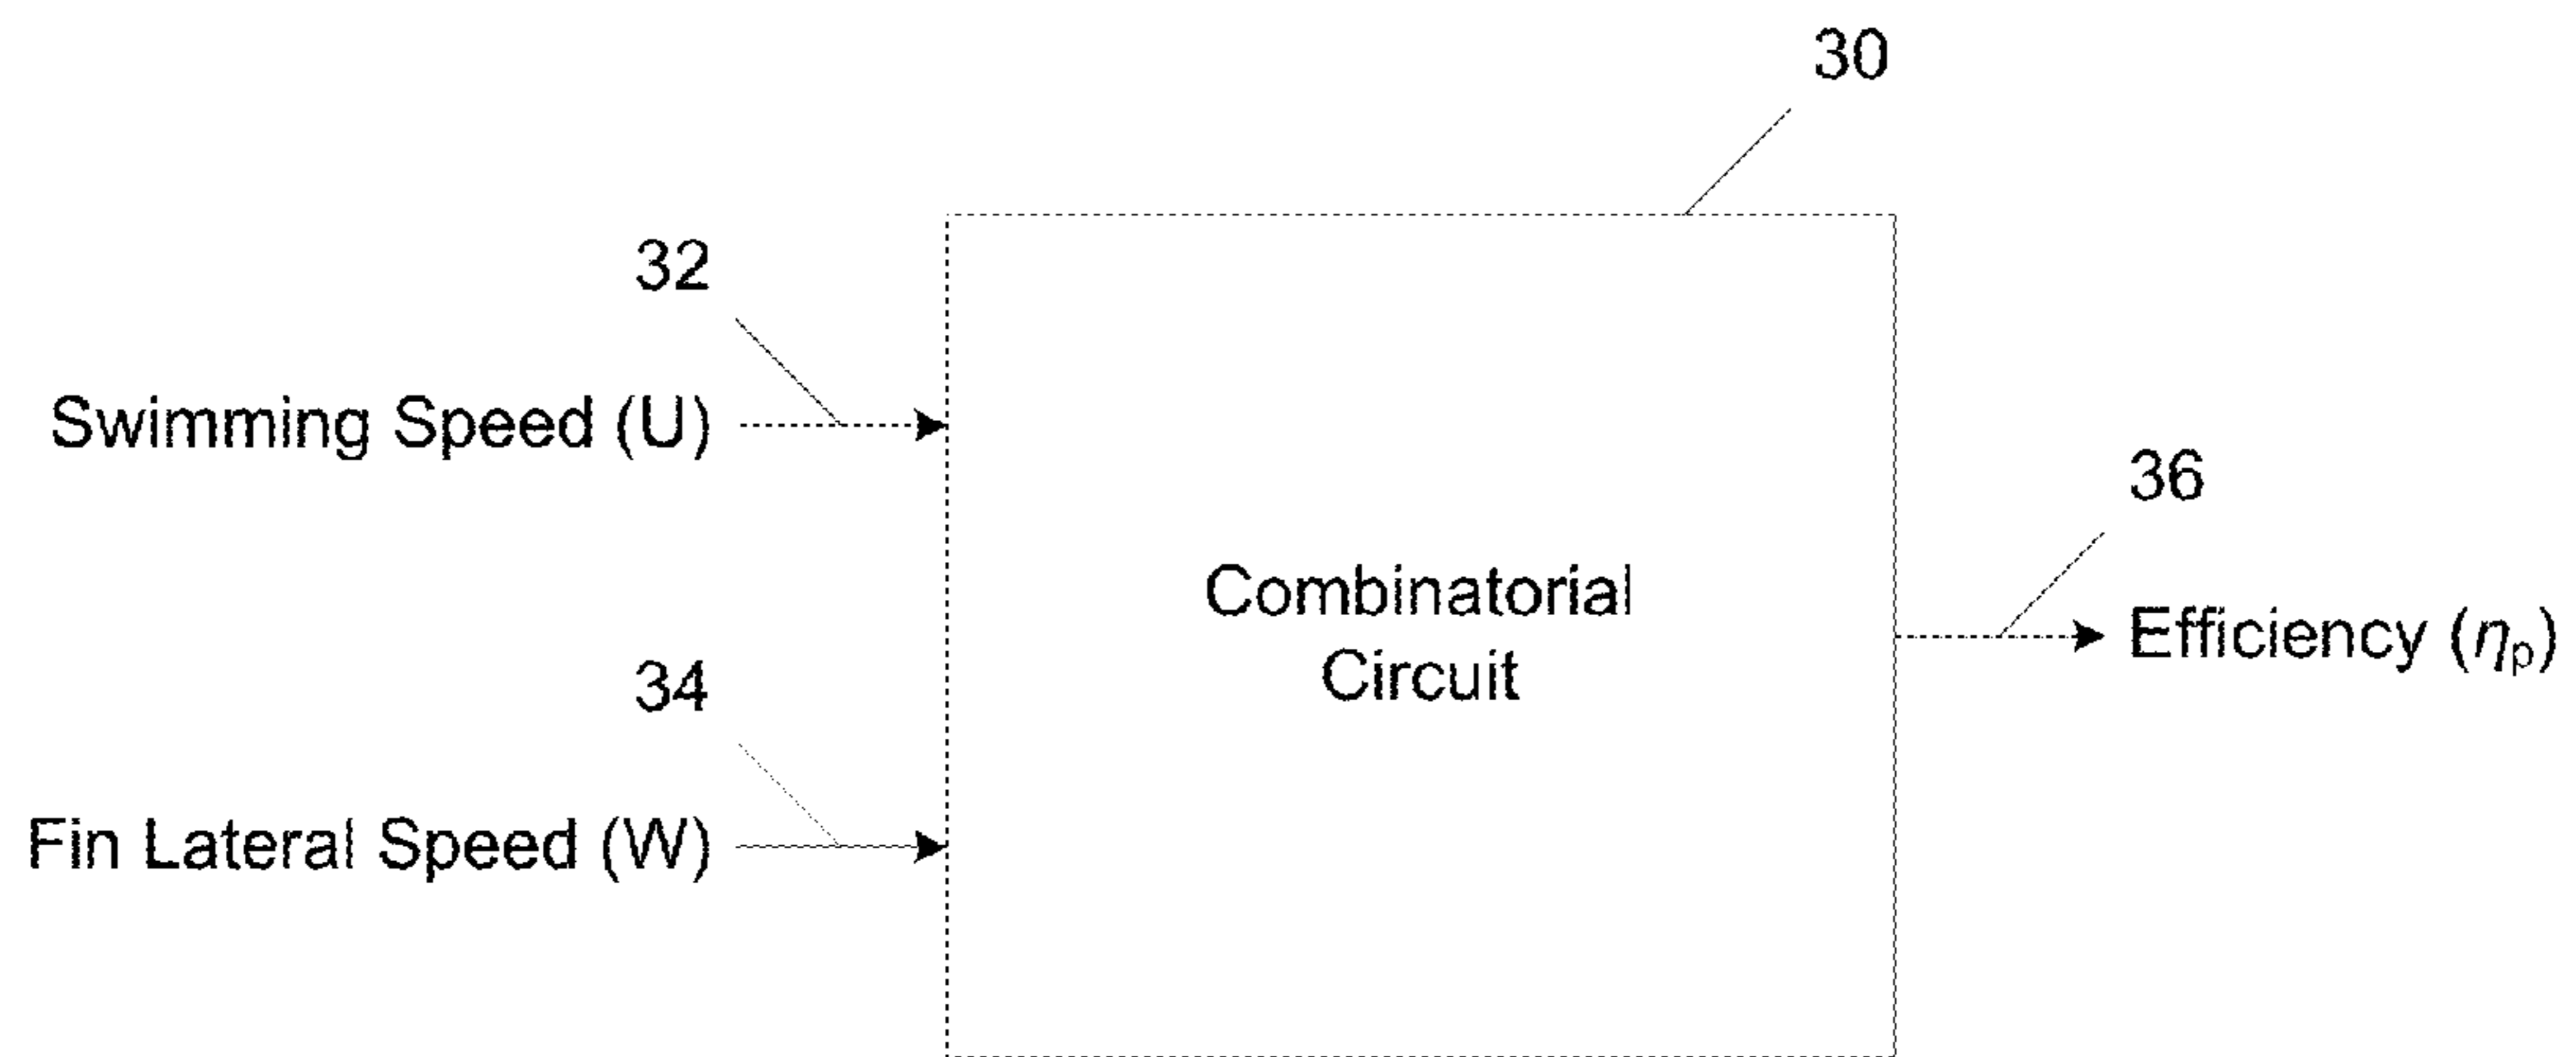 30
32
Swimming Speed (U)
36
Combinatorial
Circuit
Efficiency (ηp)
34
Fin Lateral Speed (W)